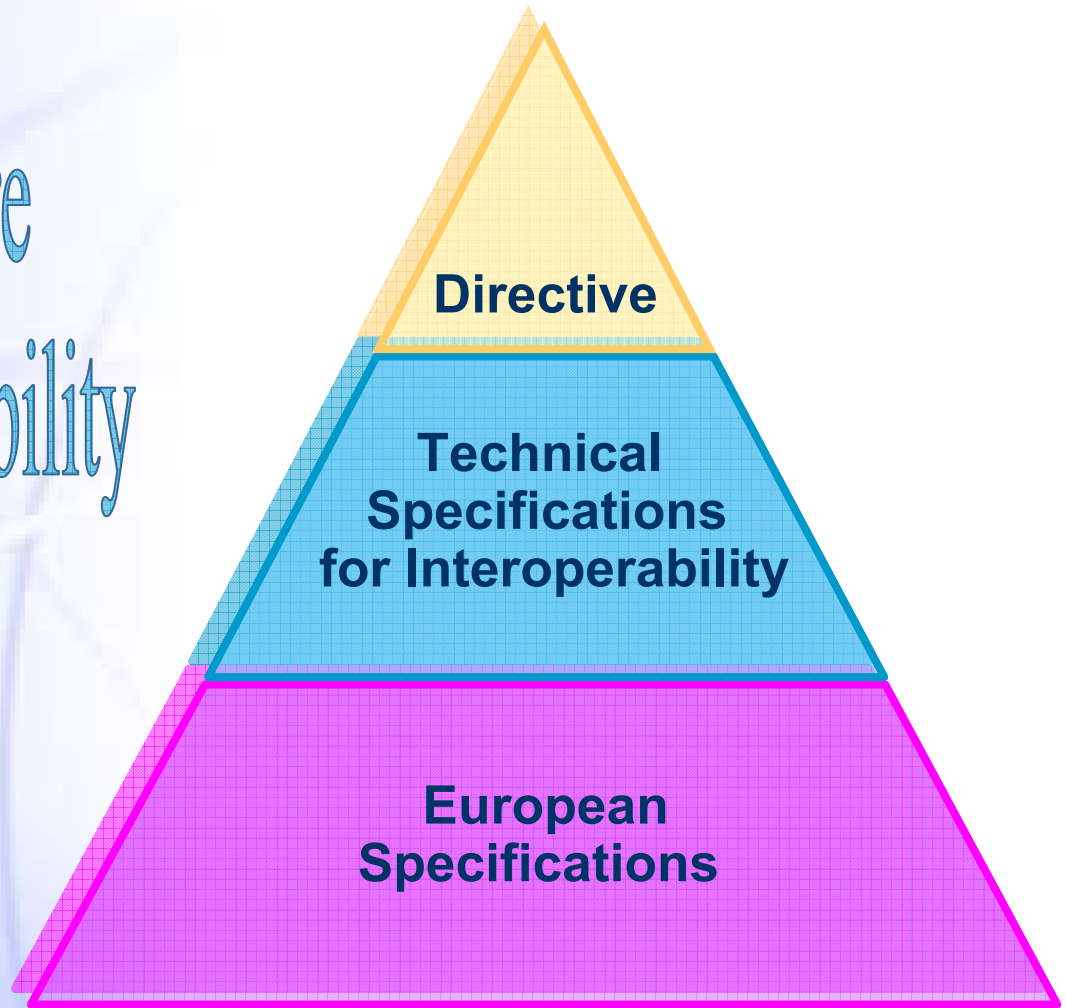 Directive
Technical
Specifications
for Interoperability
European
Specifications